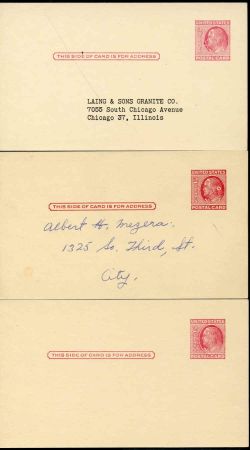 UNITED STATES
POSTAL CARD
THIS SIDE OF CARD IS FOR ADDRESS
LAING & SONS GRANITE CO.
7055 South Chicago Avenue
Chicago 37, Illinois
UNITED STATES
POSTAL CARD
THIS SIDE OF CARD IS FOR ADDRESS
Albert H. Mezera.
1325 So. Third, St.
City.
UNITED STATES
POSTAL CARD
THIS SIDE OF CARD IS FOR ADDRESS